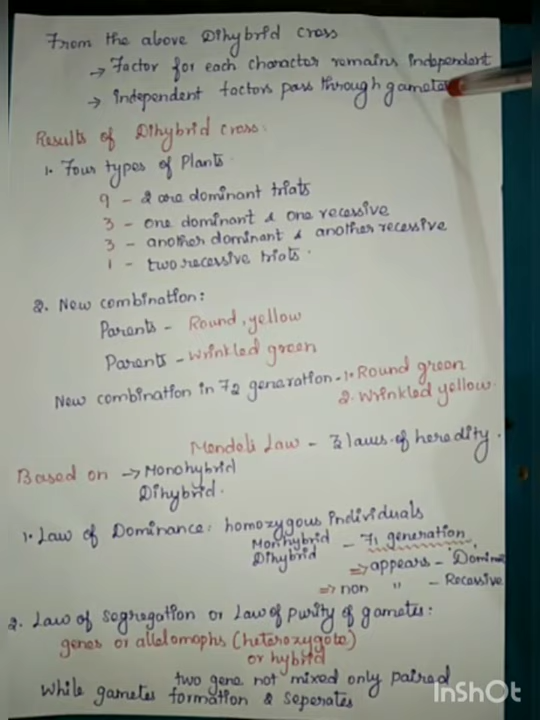 From the above Dihybrid cross
→ Factor for each character remains independent
→ independent factors pass through gametes
Results of Dihybrid cross:
1. Four types of Plants.
9 - 2 are dominant triats
3 - one dominant & one recessive
3 - another dominant & another recessive
1 - two recessive triats.
2. New combination:
Parents - Round, yellow
Parents - Wrinkled green
New combination in F2 generation - 1. Round green
2. Wrinkled yellow.
Mendel's Law - 3 laws of heredity.
Based on → Monohybrid
Dihybrid.
1. Law of Dominance: homozygous individuals
Monhybrid
Dihybrid - F1 generation,
⇒ appears - Domin
⇒ non " - Recessive
2. Law of Segregation or Law of purity of gametes:
genes or allelomophs (heterozygote)
or hybrid
two gene not mixed only paired
While gametes formation & seperates
InShOt